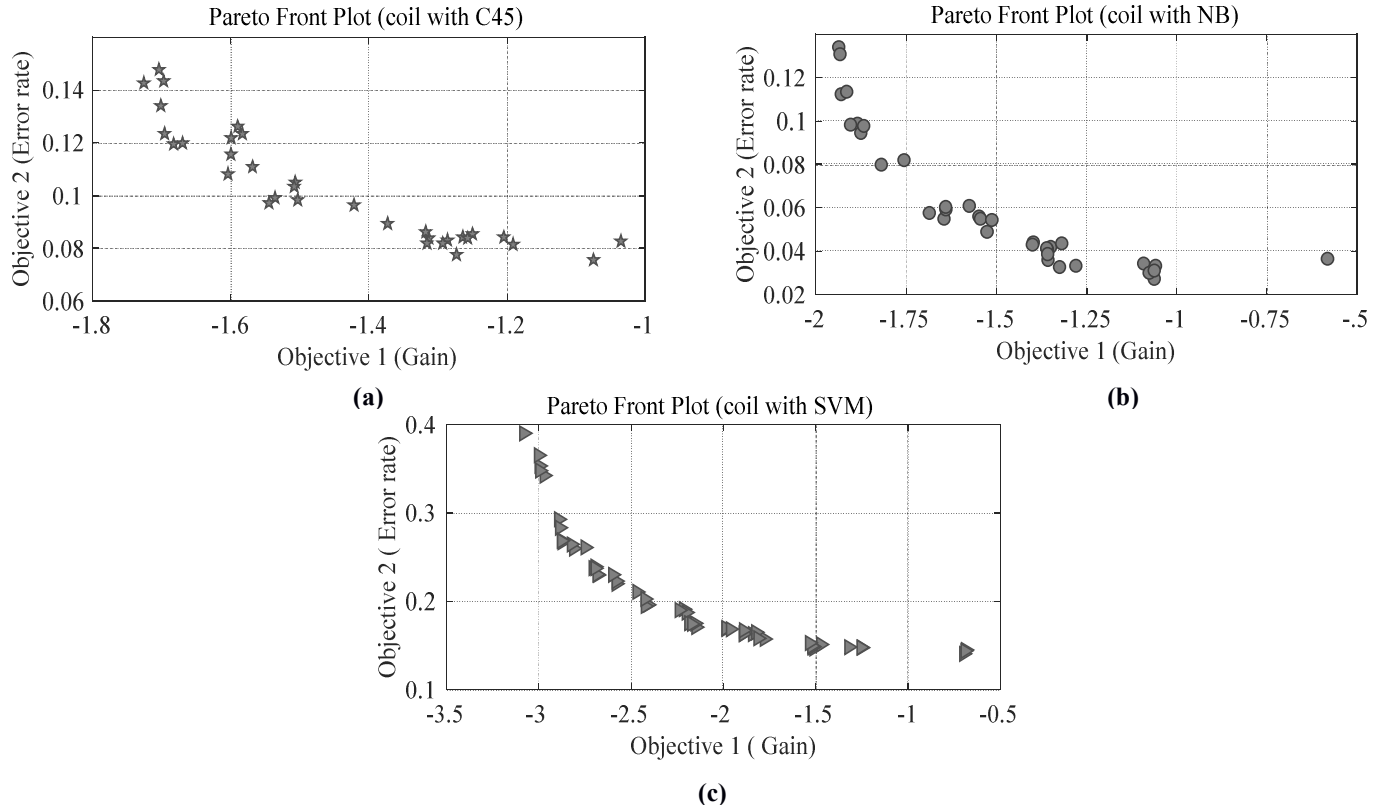 Pareto Front Plot (coil with C45)
Objective 2 (Error rate)
0.14
0.12
0.1
0.08
0.06
-1.8
-1.6
-1.4
-1.2
-1
Objective 1 (Gain)
(a)
Pareto Front Plot (coil with NB)
Objective 2 (Error rate)
0.12
0.1
0.08
0.06
0.04
0.02
-2
-1.75
-1.5
-1.25
-1
-0.75
-.5
Objective 1 (Gain)
(b)
Pareto Front Plot (coil with SVM)
Objective 2 ( Error rate)
0.4
0.3
0.2
0.1
-3.5
-3
-2.5
-2
-1.5
-1
-0.5
Objective 1 ( Gain)
(c)